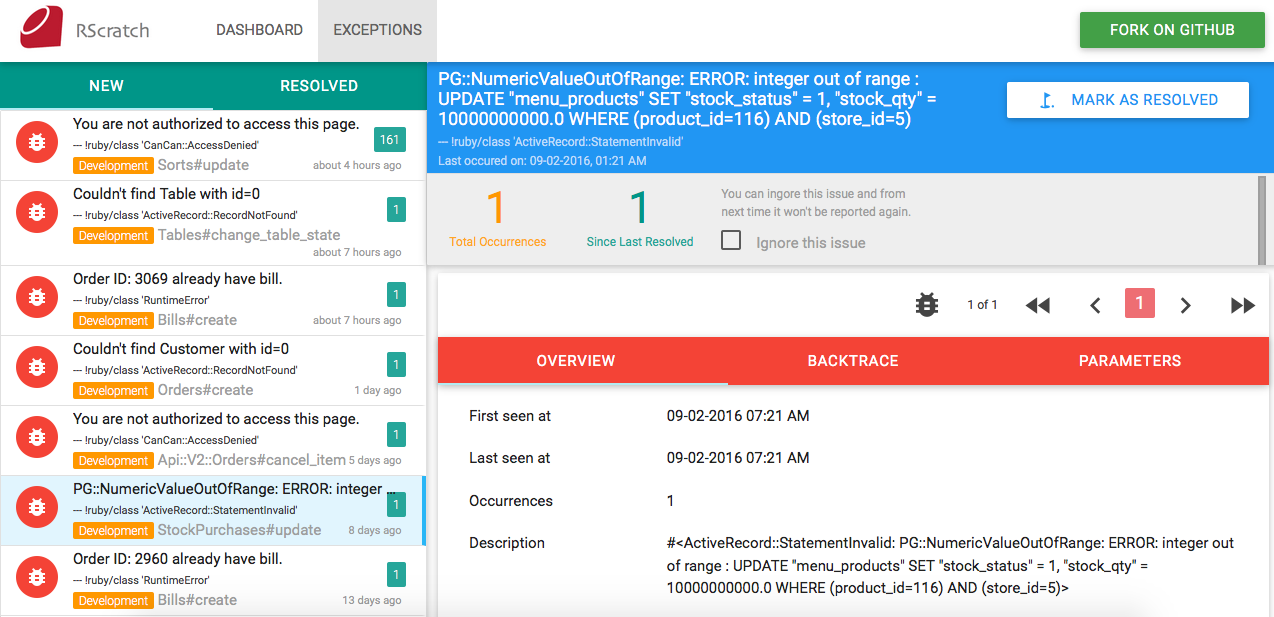 RScratch
DASHBOARD
EXCEPTIONS
FORK ON GITHUB
NEW
RESOLVED
You are not authorized to access this page.
--- !ruby/class 'CanCan::AccessDenied'
161
Development Sorts#update
about 4 hours ago
Couldn't find Table with id=0
--- !ruby/class 'ActiveRecord::RecordNotFound'
1
Development Tables#change_table_state
about 7 hours ago
Order ID: 3069 already have bill.
--- !ruby/class 'RuntimeError'
1
Development Bills#create
about 7 hours ago
Couldn't find Customer with id=0
--- !ruby/class 'ActiveRecord::RecordNotFound'
1
Development Orders#create
1 day ago
You are not authorized to access this page.
--- !ruby/class 'CanCan::AccessDenied'
1
Development Api::V2::Orders#cancel_item
5 days ago
PG::NumericValueOutOfRange: ERROR: integer ...
--- !ruby/class 'ActiveRecord::StatementInvalid'
1
Development StockPurchases#update
8 days ago
Order ID: 2960 already have bill.
--- !ruby/class 'RuntimeError'
1
Development Bills#create
13 days ago
PG::NumericValueOutOfRange: ERROR: integer out of range :
UPDATE "menu_products" SET "stock_status" = 1, "stock_qty" =
10000000000.0 WHERE (product_id=116) AND (store_id=5)
--- !ruby/class 'ActiveRecord::StatementInvalid'
Last occured on: 09-02-2016, 01:21 AM
MARK AS RESOLVED
1
Total Occurrences
1
Since Last Resolved
You can ingore this issue and from
next time it won't be reported again.
Ignore this issue
1 of 1
1
OVERVIEW
BACKTRACE
PARAMETERS
First seen at
09-02-2016 07:21 AM
Last seen at
09-02-2016 07:21 AM
Occurrences
1
Description
#<ActiveRecord::StatementInvalid: PG::NumericValueOutOfRange: ERROR: integer out
of range : UPDATE "menu_products" SET "stock_status" = 1, "stock_qty" =
10000000000.0 WHERE (product_id=116) AND (store_id=5)>